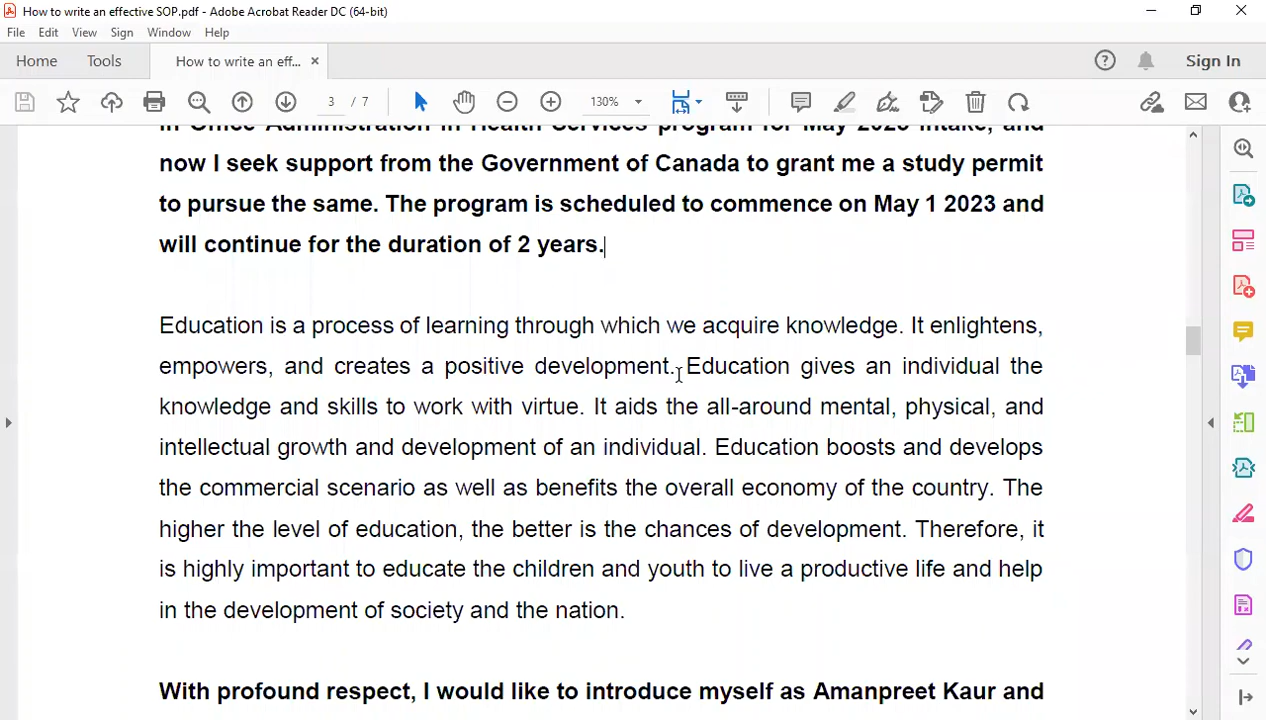 How to write an effective SOP.pdf - Adobe Acrobat Reader DC (64-bit)
File Edit View Sign Window Help
Home Tools How to write an eff... × Sign In
3 / 7 130%
in Office Administration in Health Services program for May 2023 intake, and
now I seek support from the Government of Canada to grant me a study permit
to pursue the same. The program is scheduled to commence on May 1 2023 and
will continue for the duration of 2 years.
Education is a process of learning through which we acquire knowledge. It enlightens,
empowers, and creates a positive development. Education gives an individual the
knowledge and skills to work with virtue. It aids the all-around mental, physical, and
intellectual growth and development of an individual. Education boosts and develops
the commercial scenario as well as benefits the overall economy of the country. The
higher the level of education, the better is the chances of development. Therefore, it
is highly important to educate the children and youth to live a productive life and help
in the development of society and the nation.
With profound respect, I would like to introduce myself as Amanpreet Kaur and